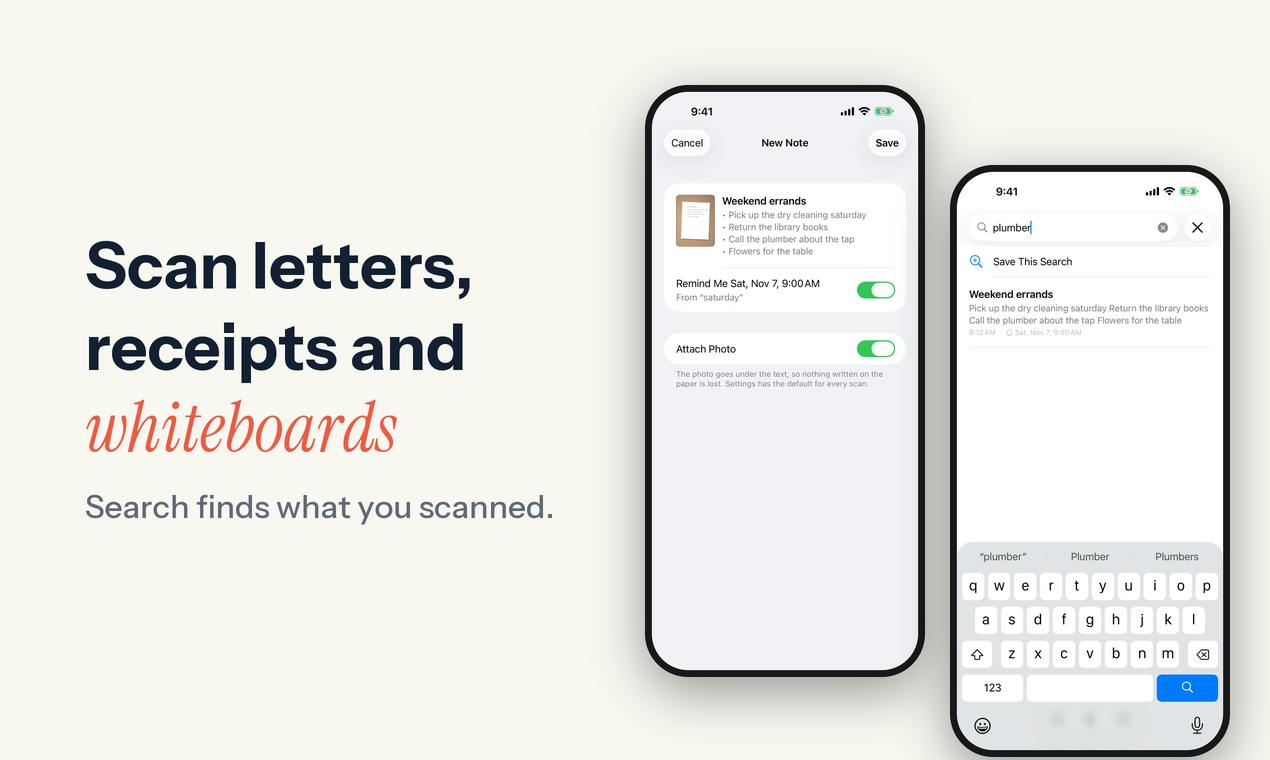 Scan letters,
receipts and
whiteboards
Search finds what you scanned.
9:41
Cancel
New Note
Save
Weekend errands
• Pick up the dry cleaning saturday
• Return the library books
• Call the plumber about the tap
• Flowers for the table
Remind Me Sat, Nov 7, 9:00 AM
From “saturday”
Attach Photo
The photo goes under the text, so nothing written on the
paper is lost. Settings has the default for every scan.
9:41
plumber
Save This Search
Weekend errands
Pick up the dry cleaning saturday Return the library books
Call the plumber about the tap Flowers for the table
9:12 AM · Sat, Nov 7, 9:00 AM
“plumber” Plumber Plumbers
q w e r t y u i o p
a s d f g h j k l
z x c v b n m
123